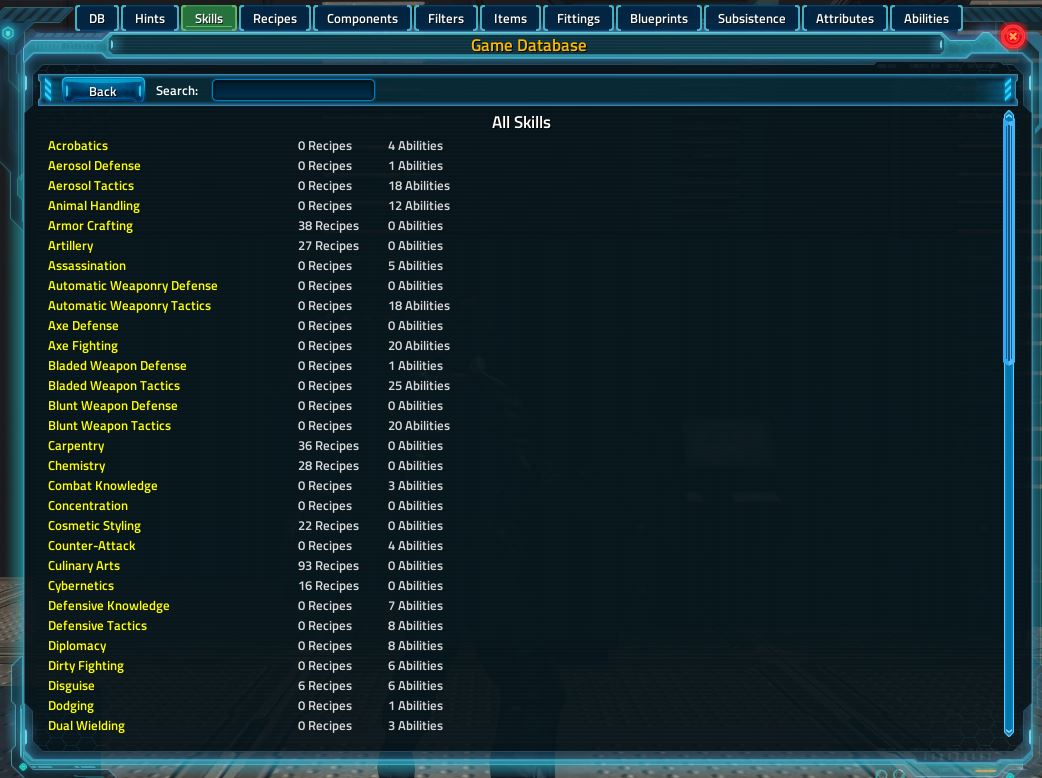 DB Hints Skills Recipes Components Filters Items Fittings Blueprints Subsistence Attributes Abilities
Game Database
Back Search:
All Skills
Acrobatics 0 Recipes 4 Abilities
Aerosol Defense 0 Recipes 1 Abilities
Aerosol Tactics 0 Recipes 18 Abilities
Animal Handling 0 Recipes 12 Abilities
Armor Crafting 38 Recipes 0 Abilities
Artillery 27 Recipes 0 Abilities
Assassination 0 Recipes 5 Abilities
Automatic Weaponry Defense 0 Recipes 0 Abilities
Automatic Weaponry Tactics 0 Recipes 18 Abilities
Axe Defense 0 Recipes 0 Abilities
Axe Fighting 0 Recipes 20 Abilities
Bladed Weapon Defense 0 Recipes 1 Abilities
Bladed Weapon Tactics 0 Recipes 25 Abilities
Blunt Weapon Defense 0 Recipes 0 Abilities
Blunt Weapon Tactics 0 Recipes 20 Abilities
Carpentry 36 Recipes 0 Abilities
Chemistry 28 Recipes 0 Abilities
Combat Knowledge 0 Recipes 3 Abilities
Concentration 0 Recipes 0 Abilities
Cosmetic Styling 22 Recipes 0 Abilities
Counter-Attack 0 Recipes 4 Abilities
Culinary Arts 93 Recipes 0 Abilities
Cybernetics 16 Recipes 0 Abilities
Defensive Knowledge 0 Recipes 7 Abilities
Defensive Tactics 0 Recipes 8 Abilities
Diplomacy 0 Recipes 8 Abilities
Dirty Fighting 0 Recipes 6 Abilities
Disguise 6 Recipes 6 Abilities
Dodging 0 Recipes 1 Abilities
Dual Wielding 0 Recipes 3 Abilities